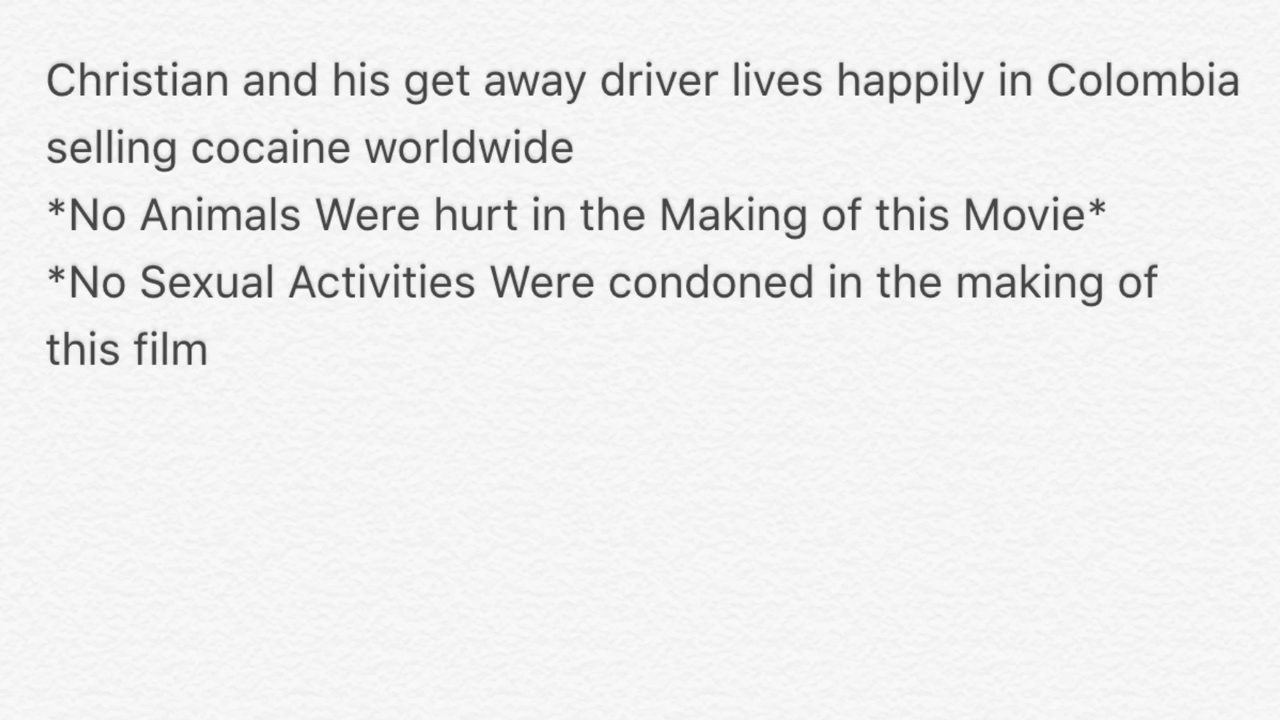 Christian and his get away driver lives happily in Colombia
selling cocaine worldwide
*No Animals Were hurt in the Making of this Movie*
*No Sexual Activities Were condoned in the making of
this film